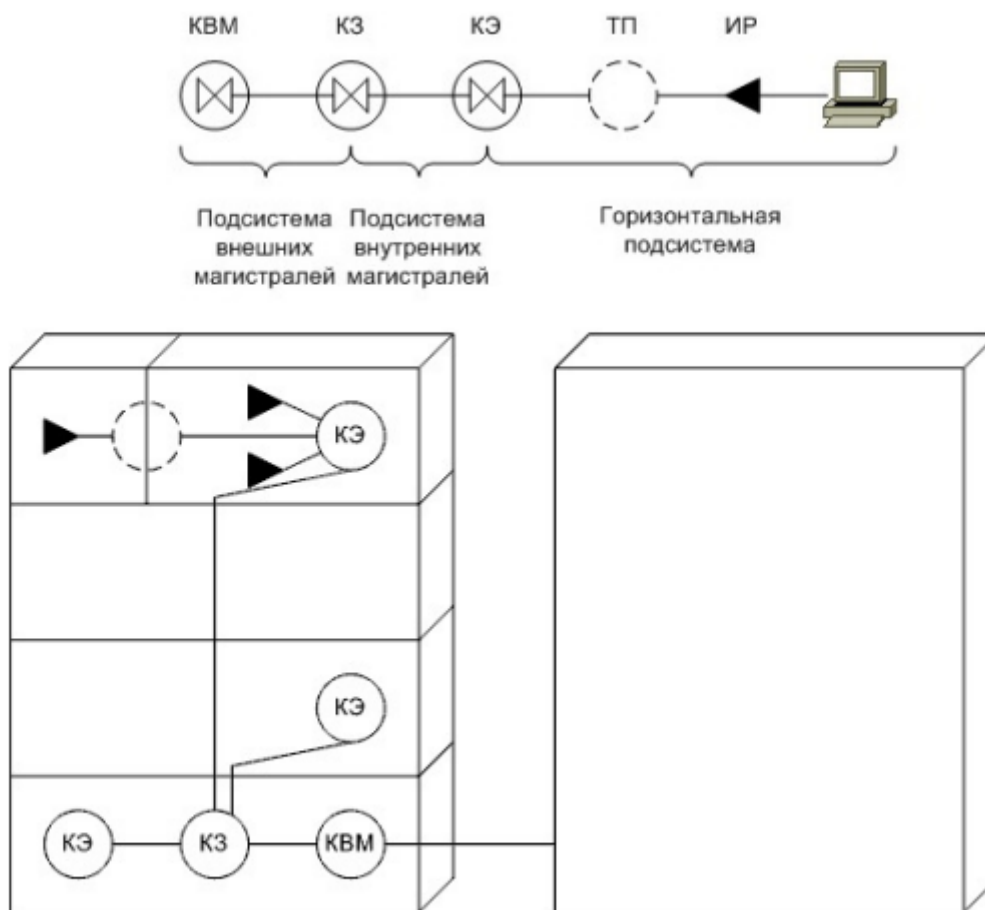 КВМ
КЗ
КЭ
ТП
ИР
Подсистема
внешних
магистралей
Подсистема
внутренних
магистралей
Горизонтальная
подсистема
КЭ
КЭ
КЭ
КЗ
КВМ